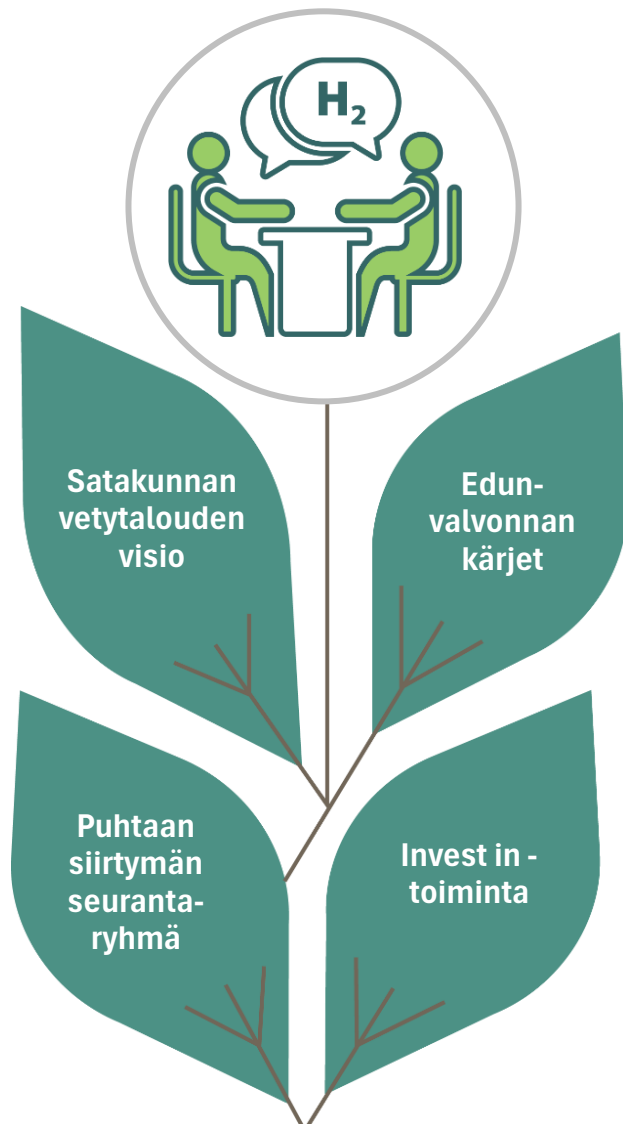 H₂
Satakunnan
vetytalouden
visio
Edun-
valvonnan
kärjet
Puhtaan
siirtymän
seuranta-
ryhmä
Invest in -
toiminta